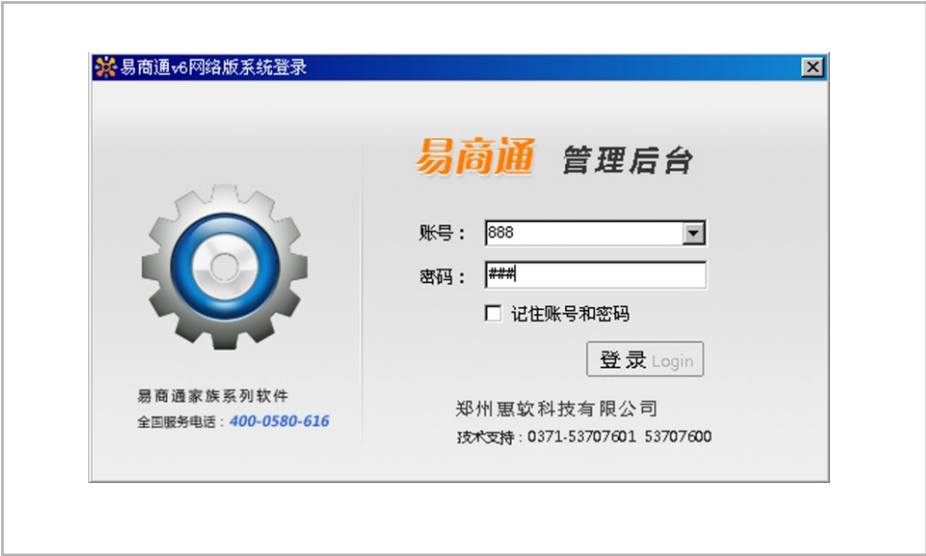 易商通v6网络版系统登录
易商通 管理后台
账号： 888
密码： ###
记住账号和密码
登录 Login
易商通家族系列软件
全国服务电话：400-0580-616
郑州惠软科技有限公司
技术支持：0371-53707601 53707600